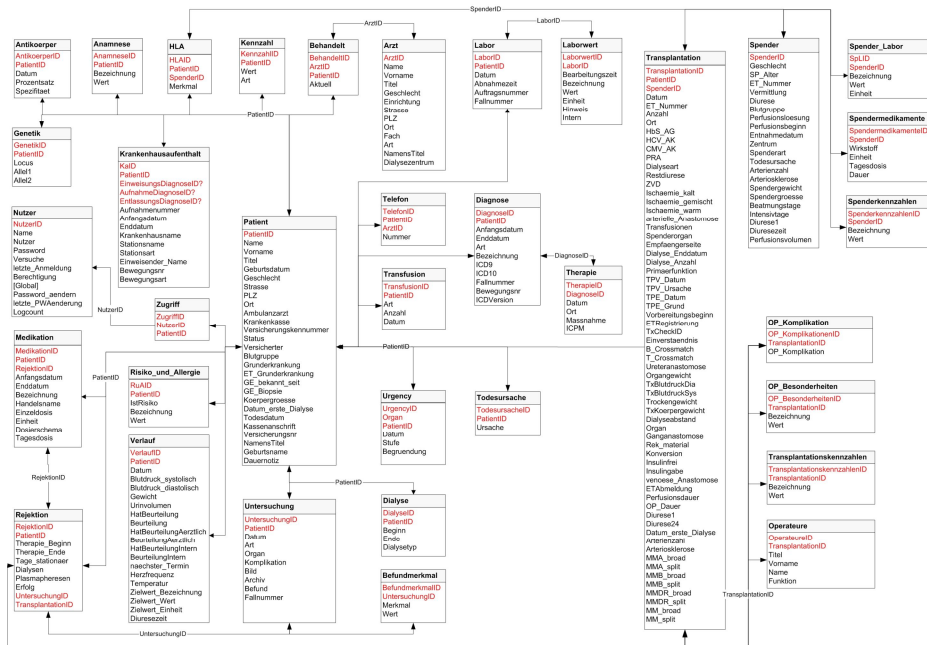 SpenderID
ArztID
LaborID
Antikoerper
AntikoerperID
PatientID
Datum
Prozentsatz
Spezifitaet
Anamnese
AnamneseID
PatientID
Bezeichnung
Wert
HLA
HLAID
PatientID
SpenderID
Merkmal
Kennzahl
KennzahlID
PatientID
Wert
Art
Behandelt
BehandeltID
ArztID
PatientID
Aktuell
Arzt
ArztID
Name
Vorname
Titel
Geschlecht
Einrichtung
Strasse
PLZ
Ort
Fach
Art
NamensTitel
Dialysezentrum
Labor
LaborID
PatientID
Datum
Abnahmezeit
Auftragsnummer
Fallnummer
Laborwert
LaborwertID
LaborID
Bearbeitungszeit
Bezeichnung
Wert
Einheit
Hinweis
Intern
Transplantation
TransplantationID
PatientID
SpenderID
Datum
ET_Nummer
Anzahl
Ort
HbS_AG
HCV_AK
CMV_AK
PRA
Dialyseart
Restdiurese
ZVD
Ischaemie_kalt
Ischaemie_gemischt
Ischaemie_warm
arterielle_Anastomose
Transfusionen
Spenderorgan
Empfaengerseite
Dialyse_Enddatum
Dialyse_Anzahl
Primaerfunktion
TPV_Datum
TPV_Ursache
TPE_Datum
TPE_Grund
Vorbereitungsbeginn
ETRegistrierung
TxCheckID
Einverstaendnis
B_Crossmatch
T_Crossmatch
Ureteranastomose
Organgewicht
TxBlutdruckDia
TxBlutdruckSys
Trockengewicht
TxKoerpergewicht
Dialyseabstand
Organ
Ganganastomose
Rek_material
Konversion
Insulinfrei
Insulingabe
venoese_Anastomose
ETAbmeldung
Perfusionsdauer
OP_Dauer
Diurese1
Diurese24
Datum_erste_Dialyse
Arterienzahl
Arteriosklerose
MMA_broad
MMA_split
MMB_broad
MMB_split
MMDR_broad
MMDR_split
MM_broad
MM_split
Spender
SpenderID
Geschlecht
SP_Alter
ET_Nummer
Vermittlung
Diurese
Blutgruppe
Perfusionsloesung
Perfusionsbeginn
Entnahmedatum
Zentrum
Spenderart
Todesursache
Arterienzahl
Arteriosklerose
Spendergewicht
Spendergroesse
Beatmungstage
Intensivtage
Diurese1
Diuresezeit
Perfusionsvolumen
Spender_Labor
SpLID
SpenderID
Bezeichnung
Wert
Einheit
Spendermedikamente
SpendermedikamenteID
SpenderID
Wirkstoff
Einheit
Tagesdosis
Dauer
Spenderkennzahlen
SpenderkennzahlenID
SpenderID
Bezeichnung
Wert
PatientID
Genetik
GenetikID
PatientID
Locus
Allel1
Allel2
Krankenhausaufenthalt
KaID
PatientID
EinweisungsDiagnoseID?
AufnahmeDiagnoseID?
EntlassungsDiagnoseID?
Aufnahmenummer
Anfangsdatum
Enddatum
Krankenhausname
Stationsname
Stationsart
Einweisender_Name
Bewegungsnr
Bewegungsart
Nutzer
NutzerID
Name
Nutzer
Password
Versuche
letzte_Anmeldung
Berechtigung
[Global]
Password_aendern
letzte_PWAenderung
Logcount
NutzerID
Zugriff
ZugriffID
NutzerID
PatientID
Patient
PatientID
Name
Vorname
Titel
Geburtsdatum
Geschlecht
Strasse
PLZ
Ort
Ambulanzarzt
Krankenkasse
Versicherungskennummer
Status
Versicherter
Blutgruppe
Grunderkrankung
ET_Grunderkrankung
GE_bekannt_seit
GE_Biopsie
Koerpergroesse
Datum_erste_Dialyse
Todesdatum
Kassenanschrift
Versicherungsnr
NamensTitel
Geburtsname
Dauernotiz
Telefon
TelefonID
PatientID
ArztID
Nummer
Transfusion
TransfusionID
PatientID
Art
Anzahl
Datum
Diagnose
DiagnoseID
PatientID
Anfangsdatum
Enddatum
Art
Bezeichnung
ICD9
ICD10
Fallnummer
Bewegungsnr
ICDVersion
DiagnoseID
Therapie
TherapieID
DiagnoseID
Datum
Ort
Massnahme
ICPM
PatientID
Medikation
MedikationID
PatientID
RejektionID
Anfangsdatum
Enddatum
Bezeichnung
Handelsname
Einzeldosis
Einheit
Dosierschema
Tagesdosis
PatientID
Risiko_und_Allergie
RuAID
PatientID
IstRisiko
Bezeichnung
Wert
Urgency
UrgencyID
Organ
PatientID
Datum
Stufe
Begruendung
Todesursache
TodesursacheID
PatientID
Ursache
OP_Komplikation
OP_KomplikationenID
TransplantationID
OP_Komplikation
OP_Besonderheiten
OP_BesonderheitenID
TransplantationID
Bezeichnung
Wert
Transplantationskennzahlen
TransplantationskennzahlenID
TransplantationID
Bezeichnung
Wert
Operateure
OperateureID
TransplantationID
Titel
Vorname
Name
Funktion
TransplantationID
RejektionID
Verlauf
VerlaufID
PatientID
Datum
Blutdruck_systolisch
Blutdruck_diastolisch
Gewicht
Urinvolumen
HatBeurteilung
Beurteilung
HatBeurteilungAerztlich
BeurteilungAerztlich
HatBeurteilungIntern
BeurteilungIntern
naechster_Termin
Herzfrequenz
Temperatur
Zielwert_Bezeichnung
Zielwert_Wert
Zielwert_Einheit
Diuresezeit
Rejektion
RejektionID
PatientID
Therapie_Beginn
Therapie_Ende
Tage_stationaer
Dialysen
Plasmapheresen
Erfolg
UntersuchungID
TransplantationID
PatientID
Untersuchung
UntersuchungID
PatientID
Datum
Art
Organ
Komplikation
Bild
Archiv
Befund
Fallnummer
Dialyse
DialyseID
PatientID
Beginn
Ende
Dialysetyp
Befundmerkmal
BefundmerkmalID
UntersuchungID
Merkmal
Wert
UntersuchungID